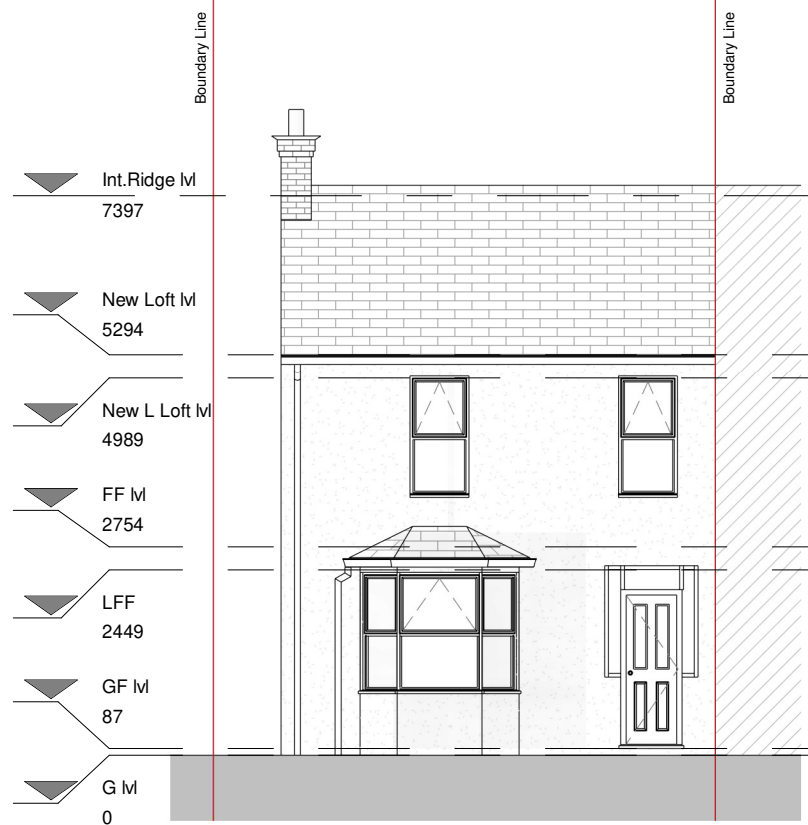 Boundary Line
Boundary Line
Int.Ridge lvl
7397
New Loft lvl
5294
New L Loft lvl
4989
FF lvl
2754
LFF
2449
GF lvl
87
G lvl
0